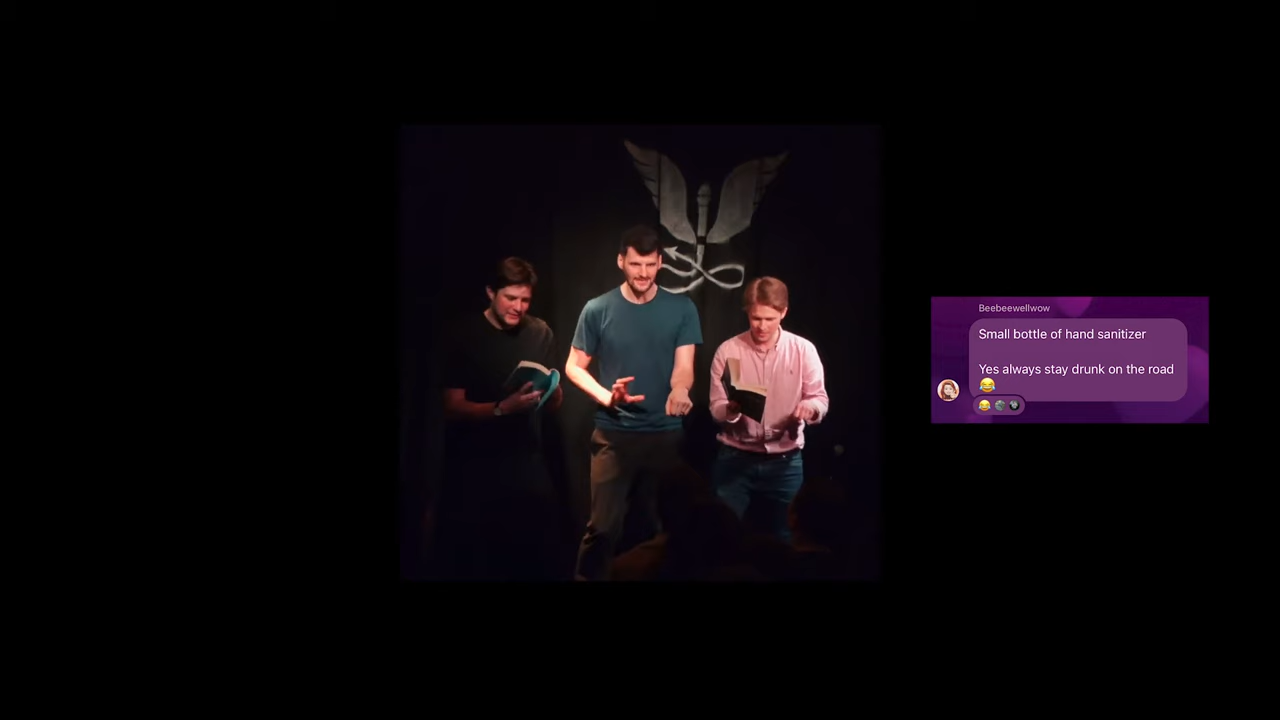 Beebeewellwow
Small bottle of hand sanitizer
Yes always stay drunk on the road
😂
😂